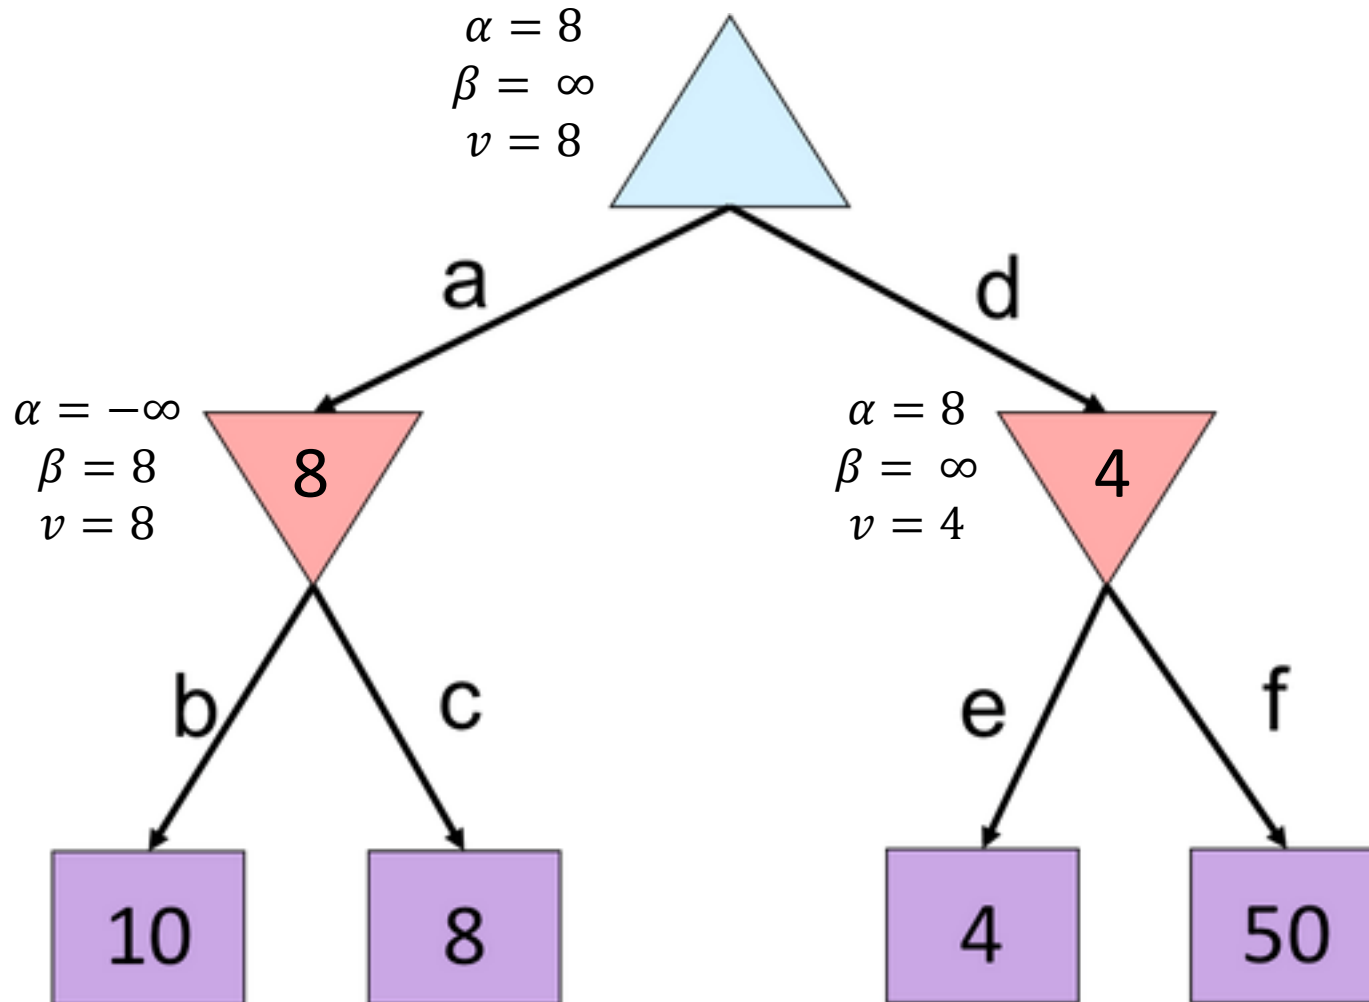 α = 8
β = ∞
v = 8
a
d
α = −∞
β = 8
v = 8
8
α = 8
β = ∞
v = 4
4
b
c
e
f
10
8
4
50